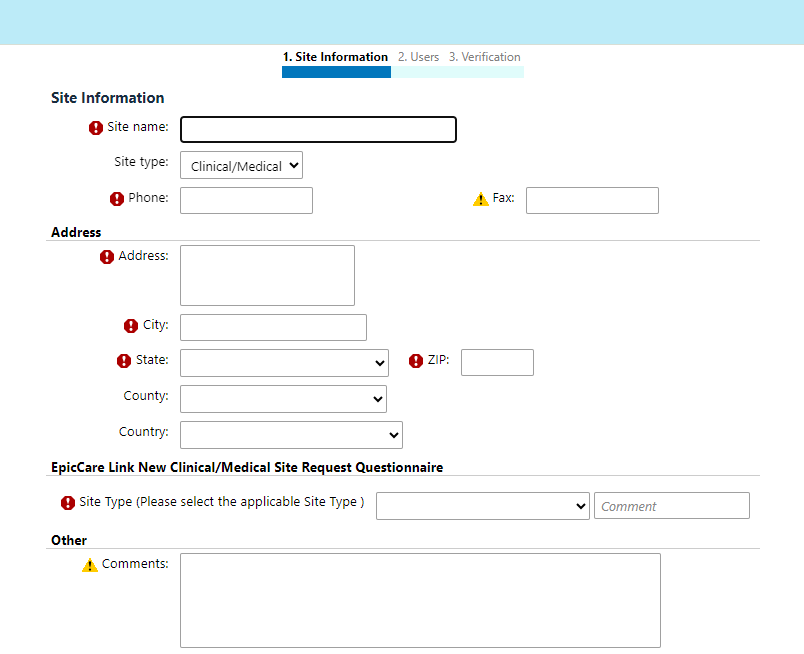 1. Site Information 2. Users 3. Verification
Site Information
Site name:
Site type: Clinical/Medical
Phone: Fax:
Address
Address:
City:
State: ZIP:
County:
Country:
EpicCare Link New Clinical/Medical Site Request Questionnaire
Site Type (Please select the applicable Site Type ) Comment
Other
Comments: